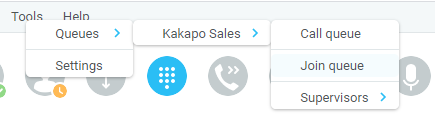 Tools Help
Queues Kakapo Sales Call queue
Settings Join queue
Supervisors